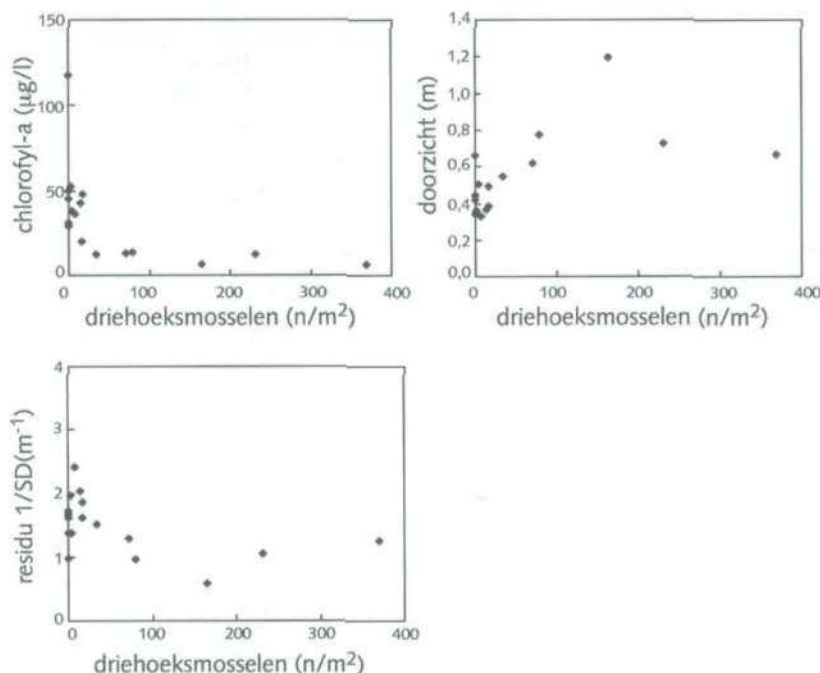 chlorofyl-a (µg/l)
150
100
50
0
0 100 200 300 400
driehoeksmosselen (n/m²)
doorzicht (m)
1,4
1,2
1,0
0,8
0,6
0,4
0,2
0,0
0 100 200 300 400
driehoeksmosselen (n/m²)
residu 1/SD(m⁻¹)
4
3
2
1
0
0 100 200 300 400
driehoeksmosselen (n/m²)